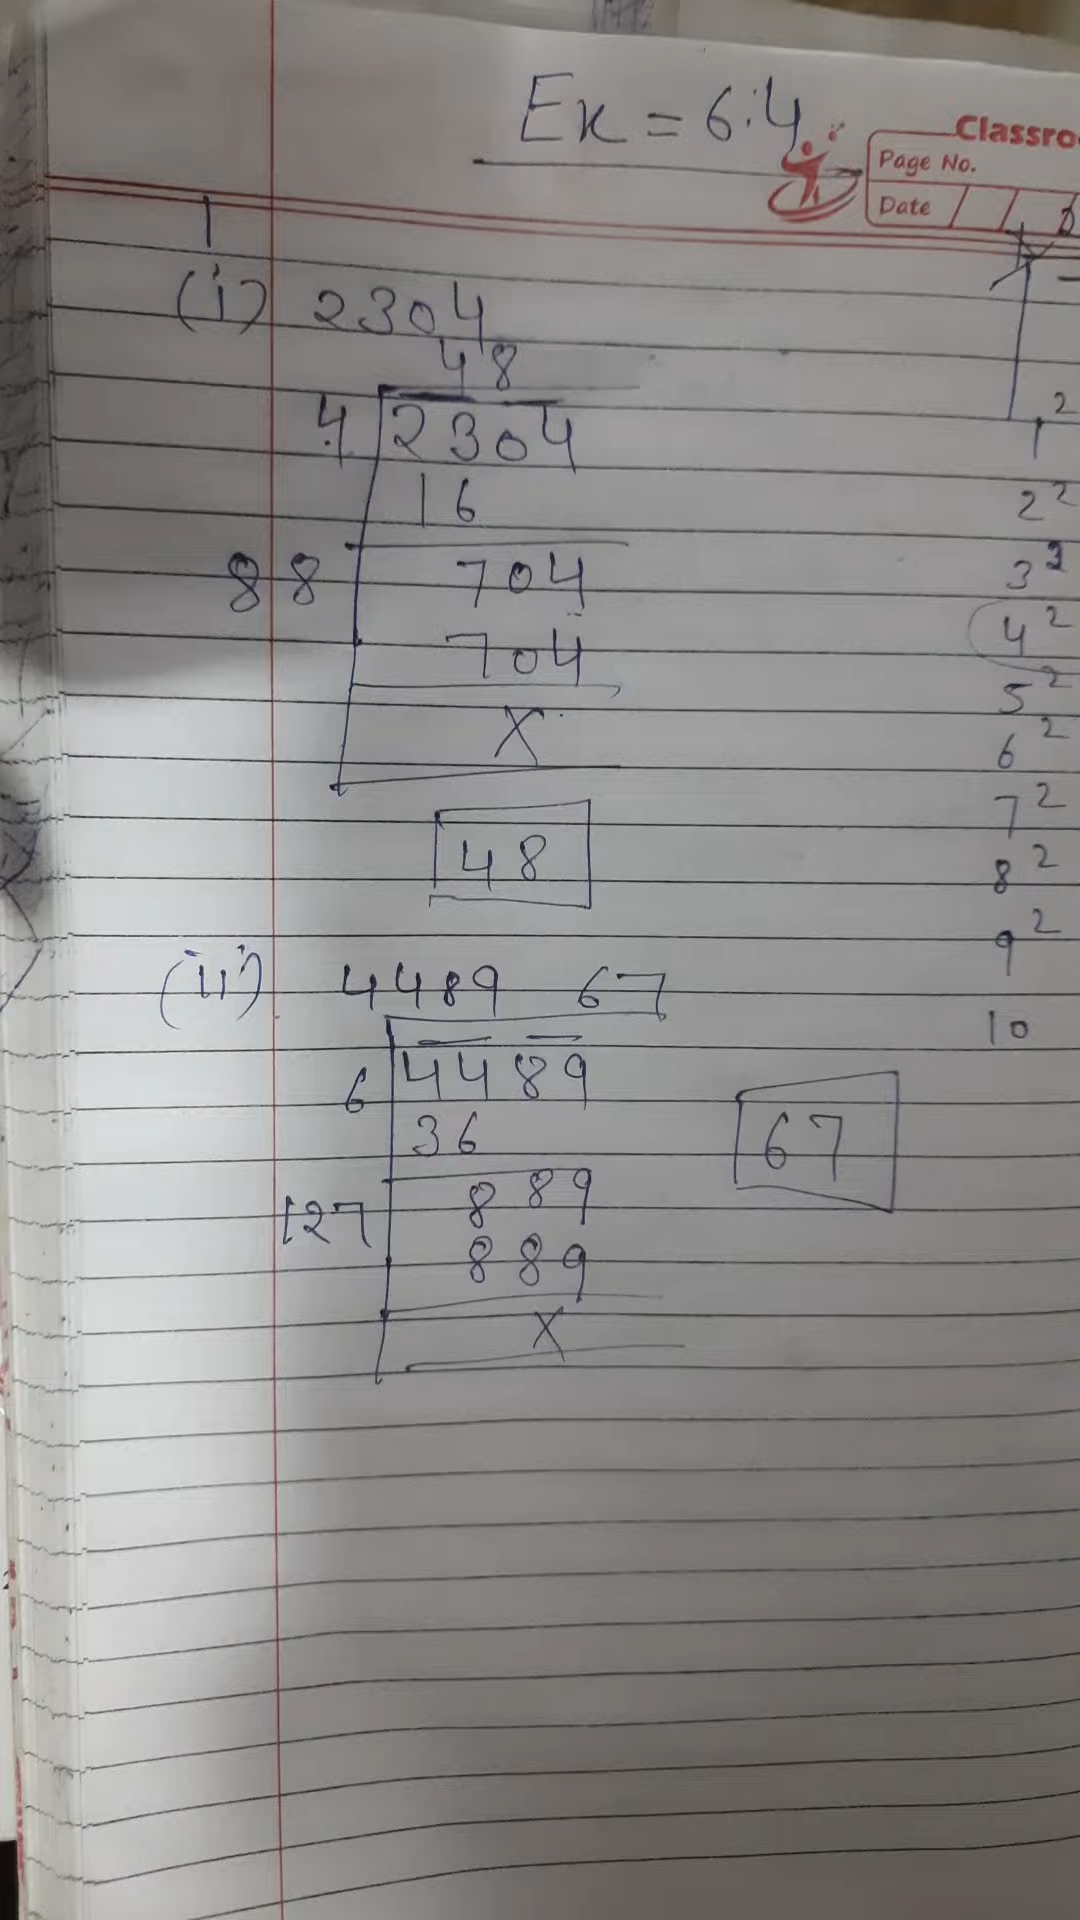 Ex = 6.4
Classro
Page No.
Date
1
(i) 2304
48
4 2304
16
88 704
704
X
48
(ii) 4489 67
6 4489
36
127 889
889
X
67
1²
2²
3²
4²
5²
6²
7²
8²
9²
10